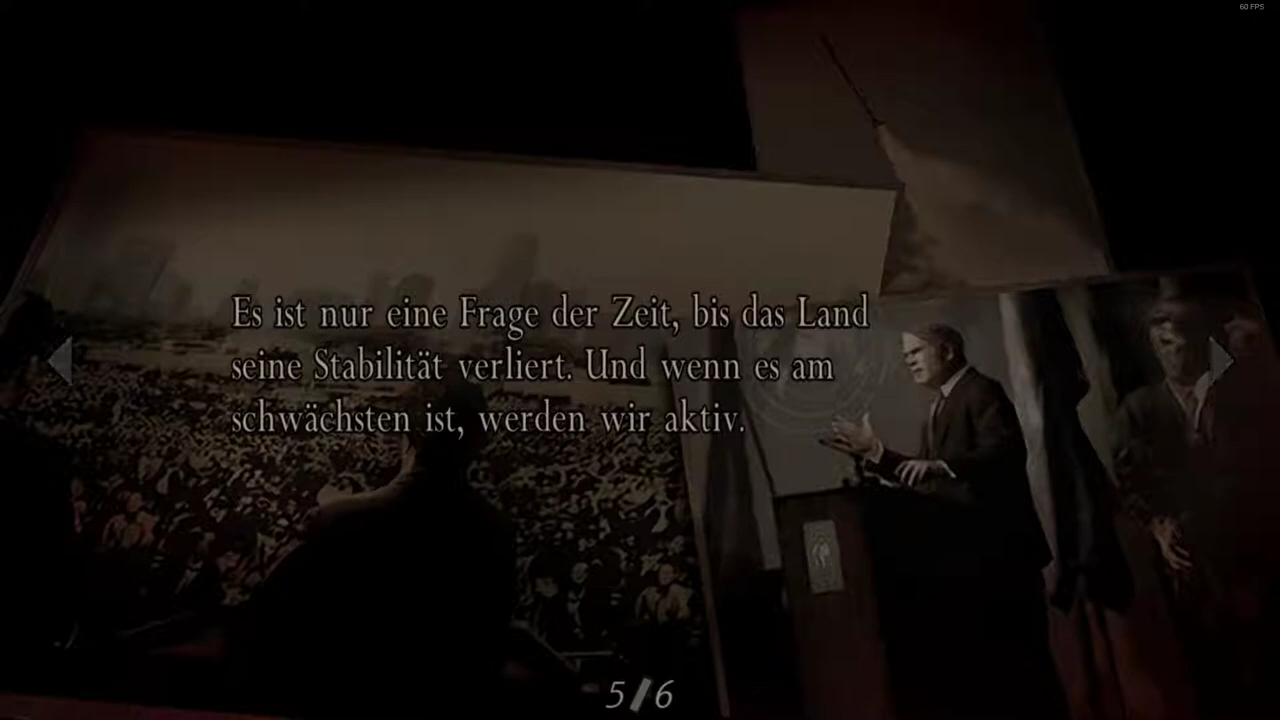 60 FPS
Es ist nur eine Frage der Zeit, bis das Land
seine Stabilität verliert. Und wenn es am
schwächsten ist, werden wir aktiv.
5/6